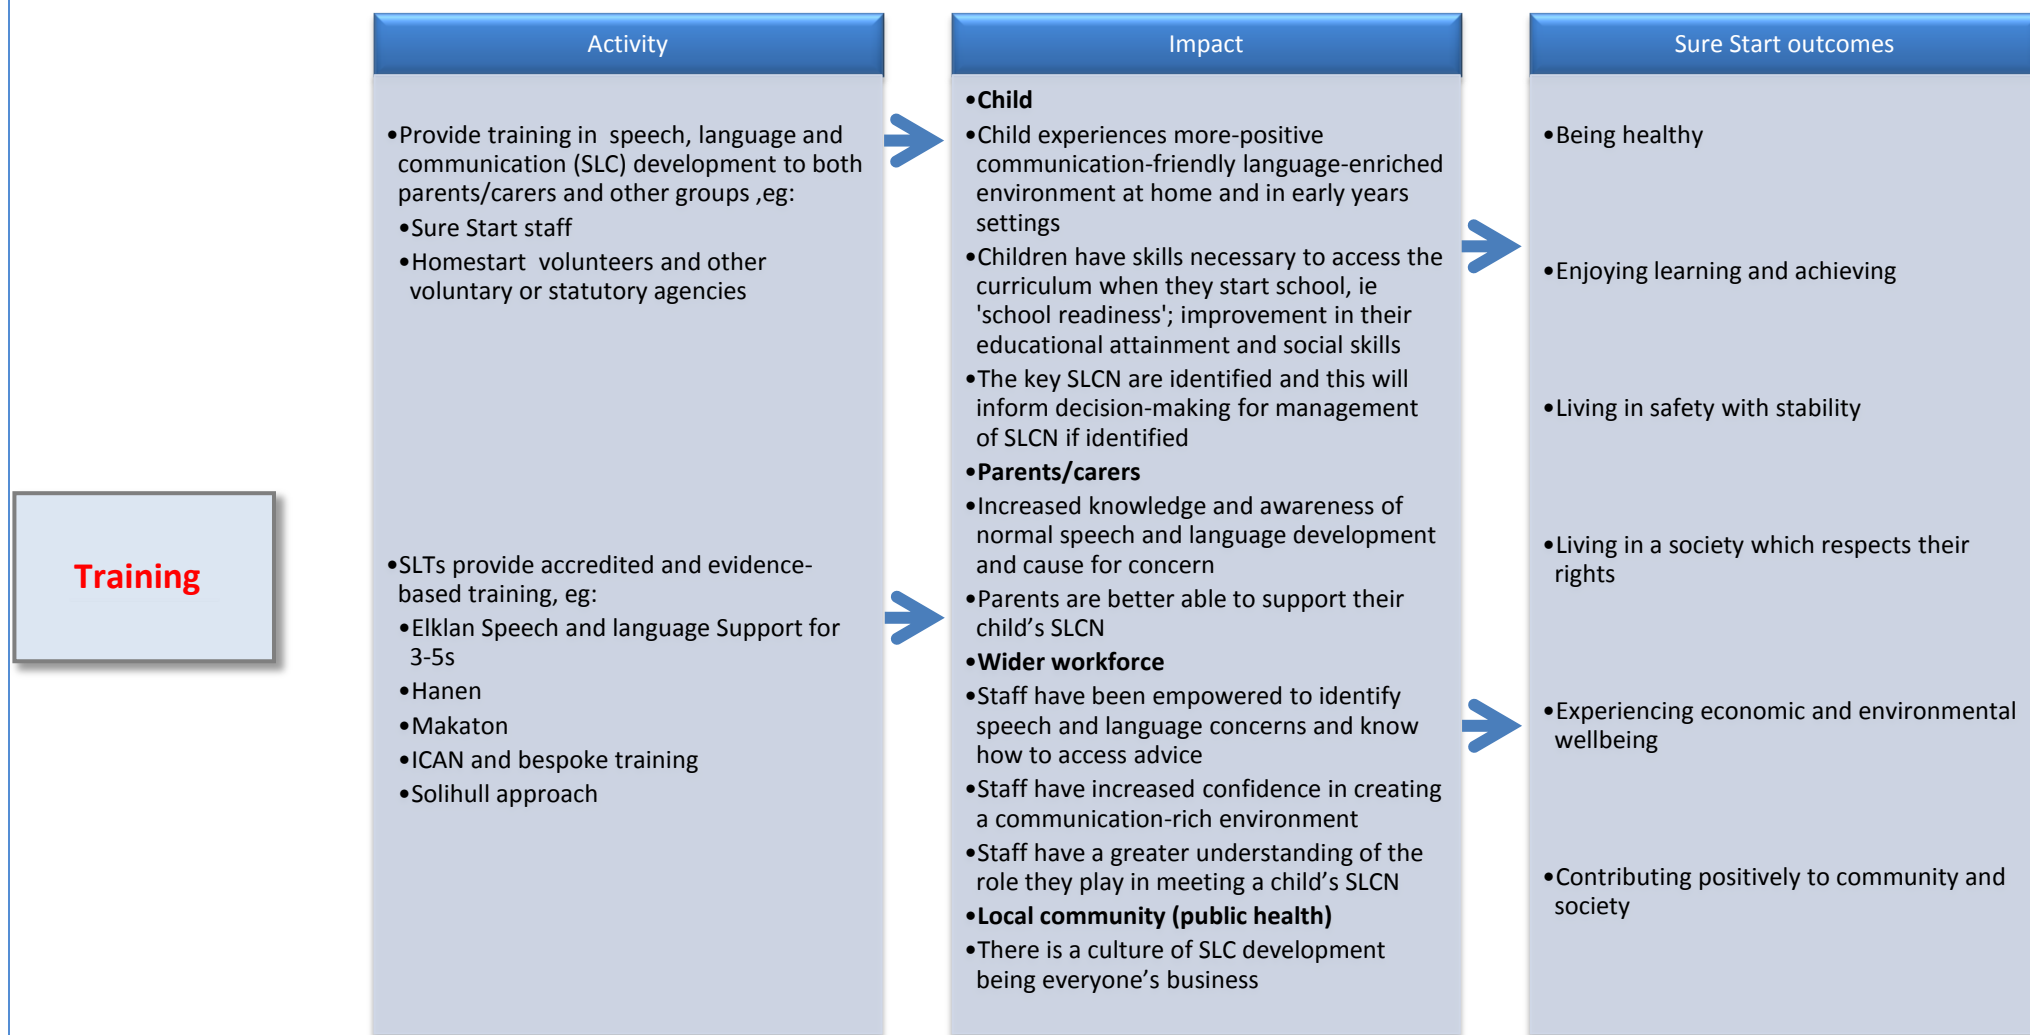 Training
Activity
•Provide training in  speech, language and
communication (SLC) development to both
parents/carers and other groups ,eg:
•Sure Start staff
•Homestart  volunteers and other
voluntary or statutory agencies
•SLTs provide accredited and evidence-
based training, eg:
•Elklan Speech and language Support for
3-5s
•Hanen
•Makaton
•ICAN and bespoke training
•Solihull approach
Impact
•Child
•Child experiences more-positive
communication-friendly language-enriched
environment at home and in early years
settings
•Children have skills necessary to access the
curriculum when they start school, ie
'school readiness'; improvement in their
educational attainment and social skills
•The key SLCN are identified and this will
inform decision-making for management
of SLCN if identified
•Parents/carers
•Increased knowledge and awareness of
normal speech and language development
and cause for concern
•Parents are better able to support their
child’s SLCN
•Wider workforce
•Staff have been empowered to identify
speech and language concerns and know
how to access advice
•Staff have increased confidence in creating
a communication-rich environment
•Staff have a greater understanding of the
role they play in meeting a child’s SLCN
•Local community (public health)
•There is a culture of SLC development
being everyone’s business
Sure Start outcomes
•Being healthy
•Enjoying learning and achieving
•Living in safety with stability
•Living in a society which respects their
rights
•Experiencing economic and environmental
wellbeing
•Contributing positively to community and
society